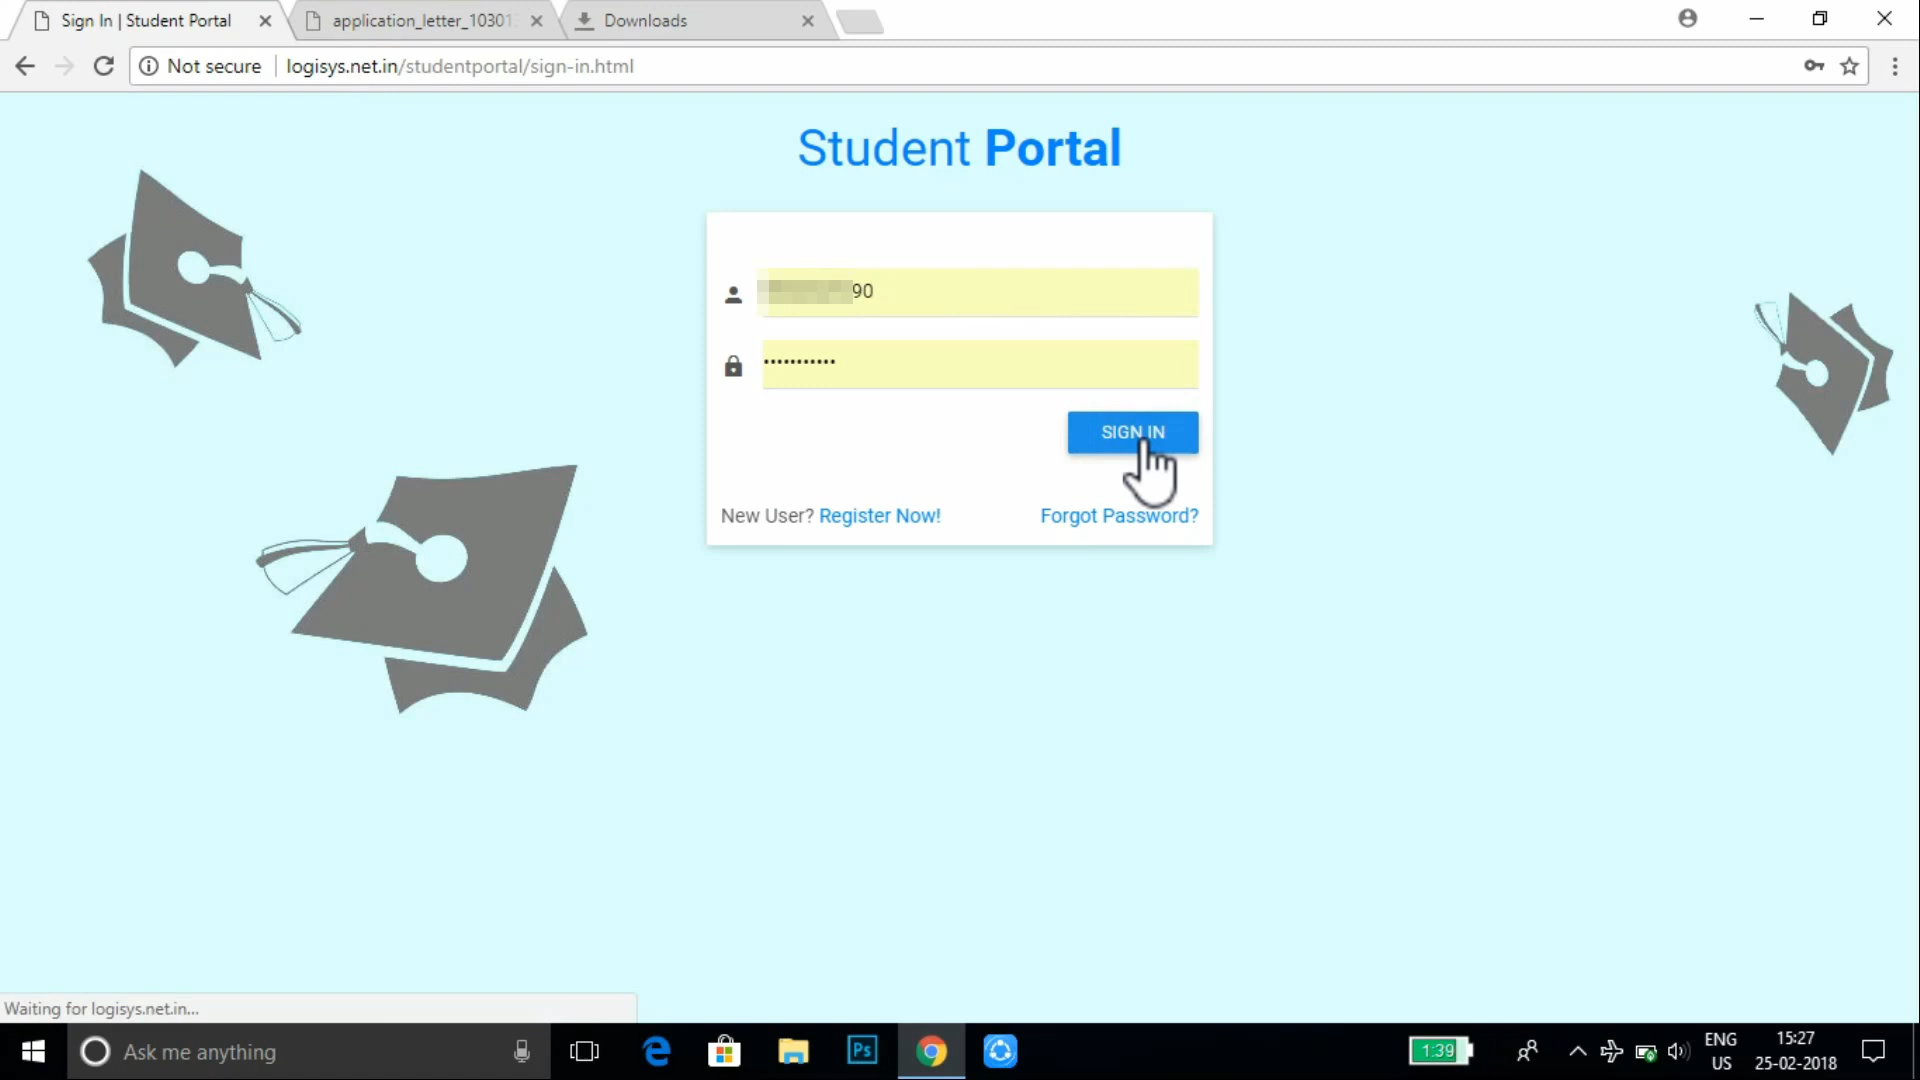 Sign In | Student Portal
application_letter_10301
Downloads
Not secure
logisys.net.in/studentportal/sign-in.html
Student Portal
90
SIGN IN
New User? Register Now!
Forgot Password?
Waiting for logisys.net.in...
Ask me anything
Ps
1:39
ENG
US
15:27
25-02-2018